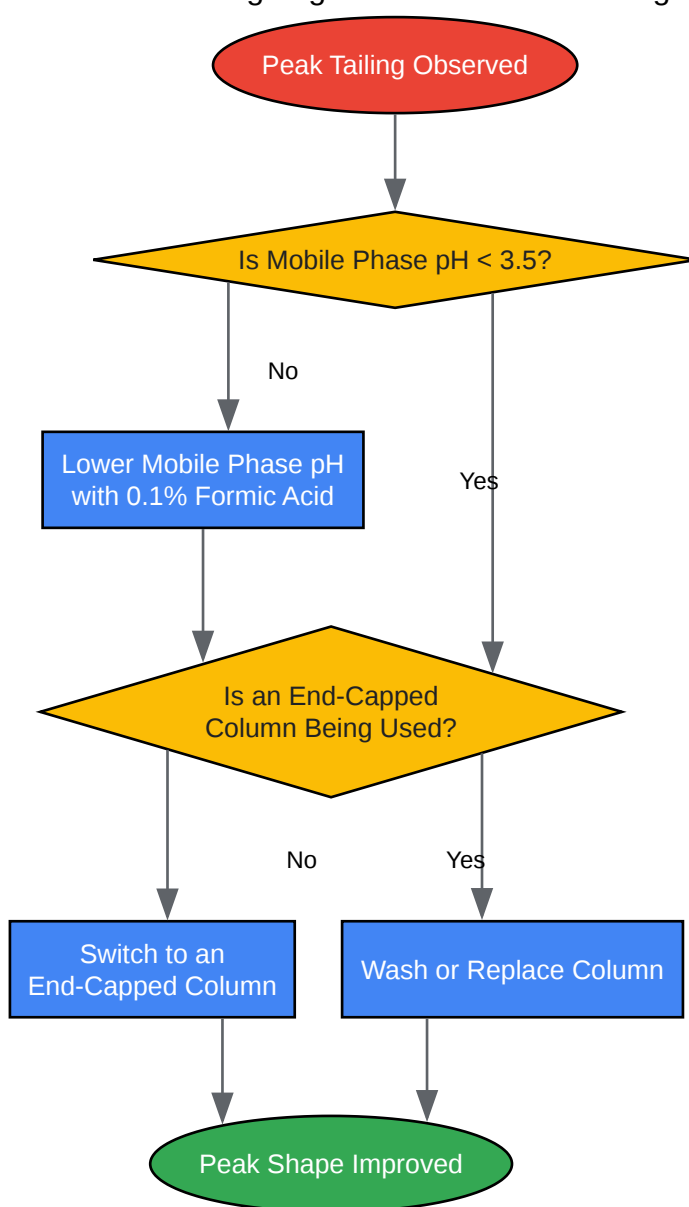 Peak Tailing Observed
Is Mobile Phase pH < 3.5?
No
Lower Mobile Phase pH
with 0.1% Formic Acid
Yes
Is an End-Capped
Column Being Used?
No
Yes
Switch to an
End-Capped Column
Wash or Replace Column
Peak Shape Improved